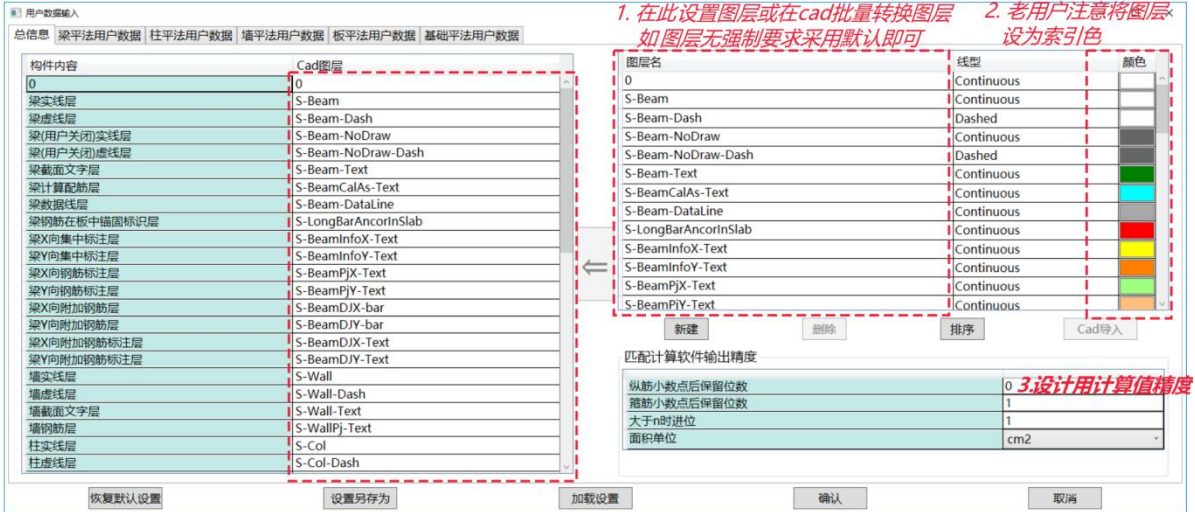 用户数据输入
1. 在此设置图层或在cad批量转换图层
如图层无强制要求采用默认即可
2. 老用户注意将图层
设为索引色
总信息 梁平法用户数据 柱平法用户数据 墙平法用户数据 板平法用户数据 基础平法用户数据
构件内容 Cad图层
0 0
梁实线层 S-Beam
梁虚线层 S-Beam-Dash
梁(用户关闭)实线层 S-Beam-NoDraw
梁(用户关闭)虚线层 S-Beam-NoDraw-Dash
梁截面文字层 S-Beam-Text
梁计算配筋层 S-BeamCalAs-Text
梁数据线层 S-Beam-DataLine
梁钢筋在板中锚固标识层 S-LongBarAncorInSlab
梁X向集中标注层 S-BeamInfoX-Text
梁Y向集中标注层 S-BeamInfoY-Text
梁X向钢筋标注层 S-BeamPjX-Text
梁Y向钢筋标注层 S-BeamPjY-Text
梁X向附加钢筋层 S-BeamDJX-bar
梁Y向附加钢筋层 S-BeamDJY-bar
梁X向附加钢筋标注层 S-BeamDJX-Text
梁Y向附加钢筋标注层 S-BeamDJY-Text
墙实线层 S-Wall
墙虚线层 S-Wall-Dash
墙截面文字层 S-Wall-Text
墙钢筋层 S-WallPj-Text
柱实线层 S-Col
柱虚线层 S-Col-Dash
⇐
图层名 线型 颜色
0 Continuous
S-Beam Continuous
S-Beam-Dash Dashed
S-Beam-NoDraw Continuous
S-Beam-NoDraw-Dash Dashed
S-Beam-Text Continuous
S-BeamCalAs-Text Continuous
S-Beam-DataLine Continuous
S-LongBarAncorInSlab Continuous
S-BeamInfoX-Text Continuous
S-BeamInfoY-Text Continuous
S-BeamPjX-Text Continuous
S-BeamPjY-Text Continuous
新建 删除 排序 Cad导入
匹配计算软件输出精度
纵筋小数点后保留位数 0 3.设计用计算值精度
箍筋小数点后保留位数 1
大于n时进位 1
面积单位 cm2
恢复默认设置 设置另存为 加载设置 确认 取消